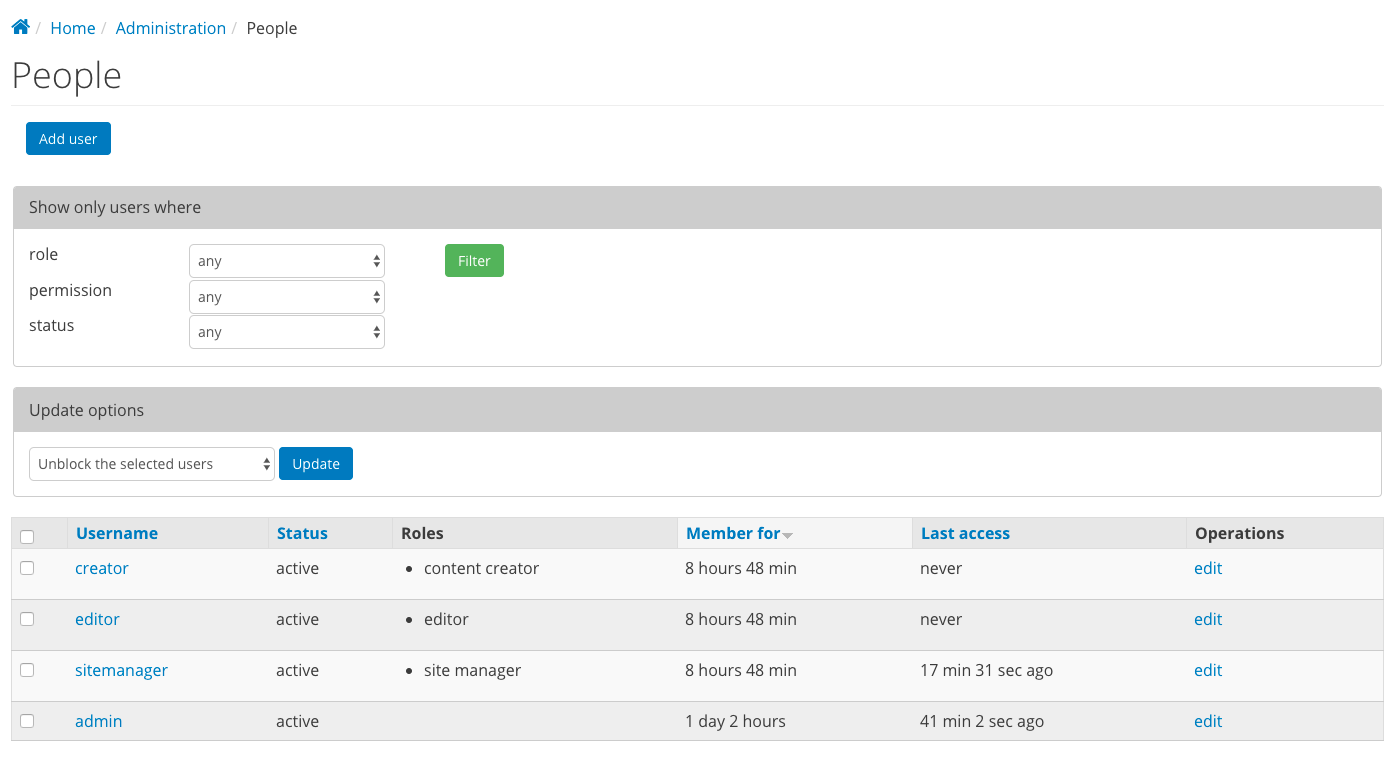 / Home / Administration / People
People
Add user
Show only users where
role any Filter
permission any
status any
Update options
Unblock the selected users Update
Username Status Roles Member for Last access Operations
creator active • content creator 8 hours 48 min never edit
editor active • editor 8 hours 48 min never edit
sitemanager active • site manager 8 hours 48 min 17 min 31 sec ago edit
admin active 1 day 2 hours 41 min 2 sec ago edit